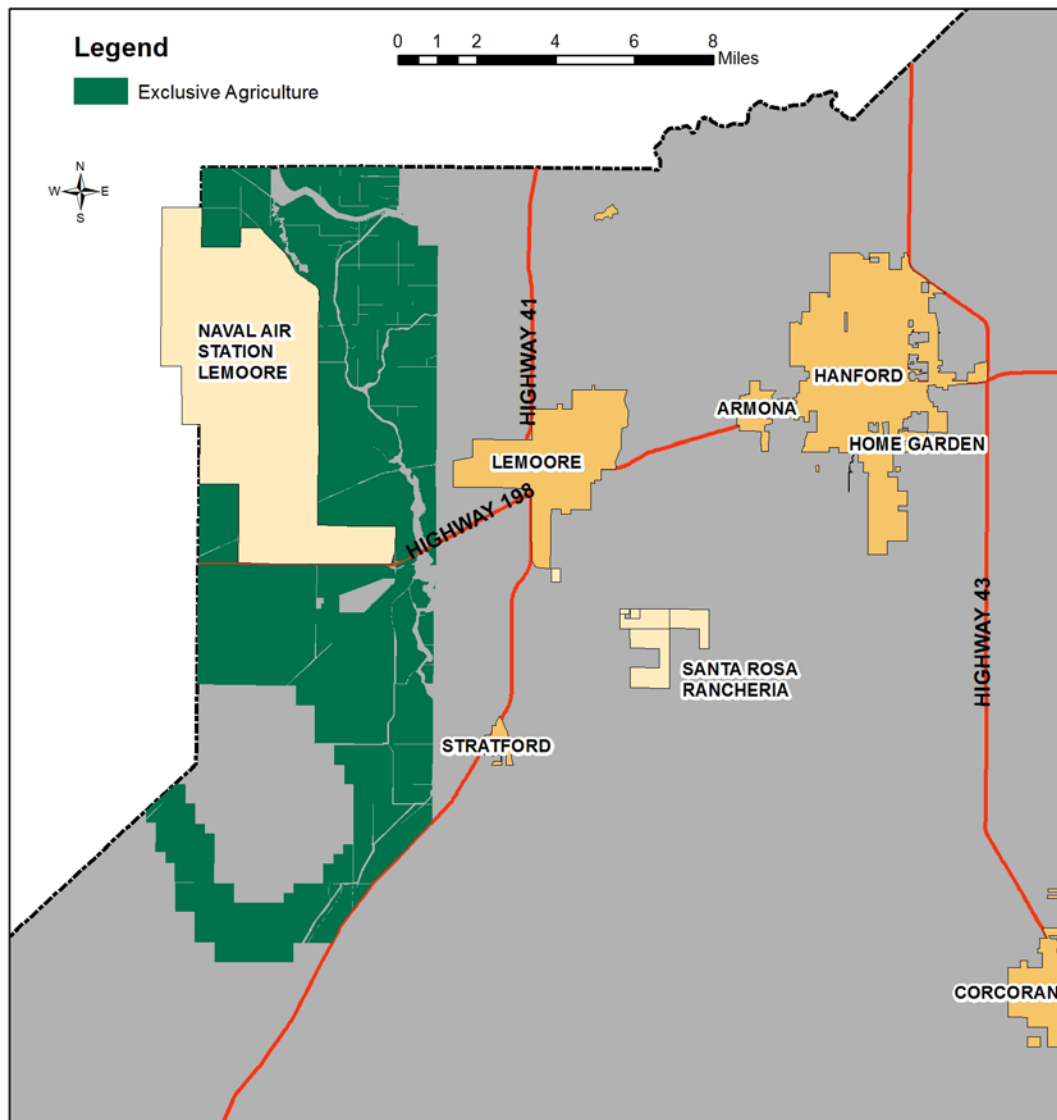 Legend
Exclusive Agriculture
0 1 2 4 6 8
Miles
N
W E
S
NAVAL AIR
STATION
LEMOORE
HIGHWAY 41
HANFORD
ARMONA
HOME GARDEN
LEMOORE
HIGHWAY 198
HIGHWAY 43
SANTA ROSA
RANCHERIA
STRATFORD
CORCORAN